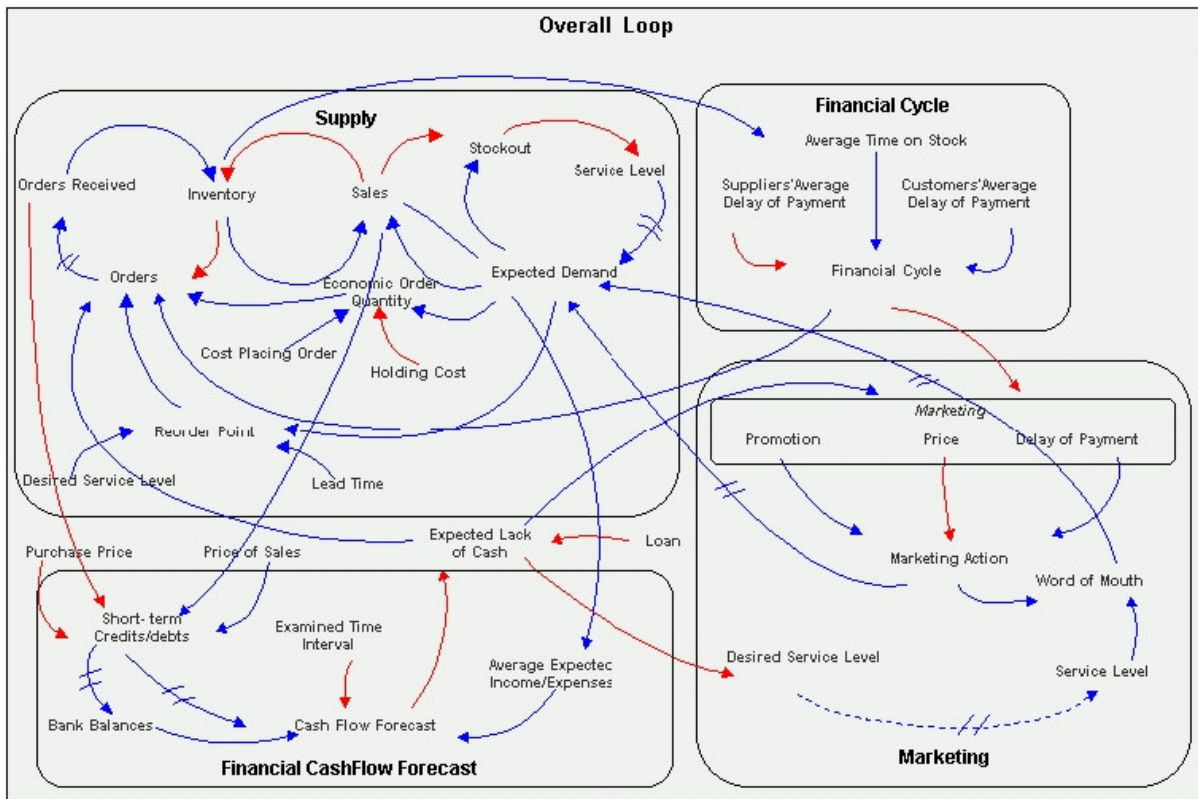 Overall Loop
Supply
Orders Received
Inventory
Sales
Stockout
Service Level
Orders
Economic Order
Quantity
Expected Demand
Cost Placing Order
Holding Cost
Reorder Point
Desired Service Level
Lead Time
Financial Cycle
Average Time on Stock
Suppliers'Average
Delay of Payment
Customers'Average
Delay of Payment
Financial Cycle
Marketing
Promotion
Price
Delay of Payment
Marketing Action
Word of Mouth
Desired Service Level
Service Level
Marketing
Purchase Price
Price of Sales
Expected Lack
of Cash
Loan
Short- term
Credits/debts
Examined Time
Interval
Average Expected
Income/Expenses
Bank Balances
Cash Flow Forecast
Financial CashFlow Forecast